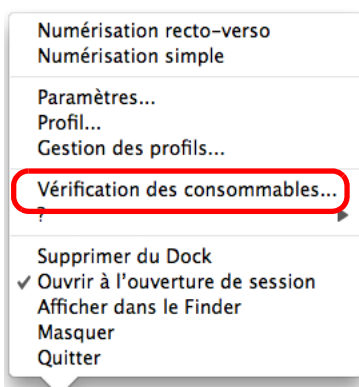 Numérisation recto-verso
Numérisation simple
Paramètres...
Profil...
Gestion des profils...
Vérification des consommables...
?
Supprimer du Dock
✓ Ouvrir à l'ouverture de session
Afficher dans le Finder
Masquer
Quitter